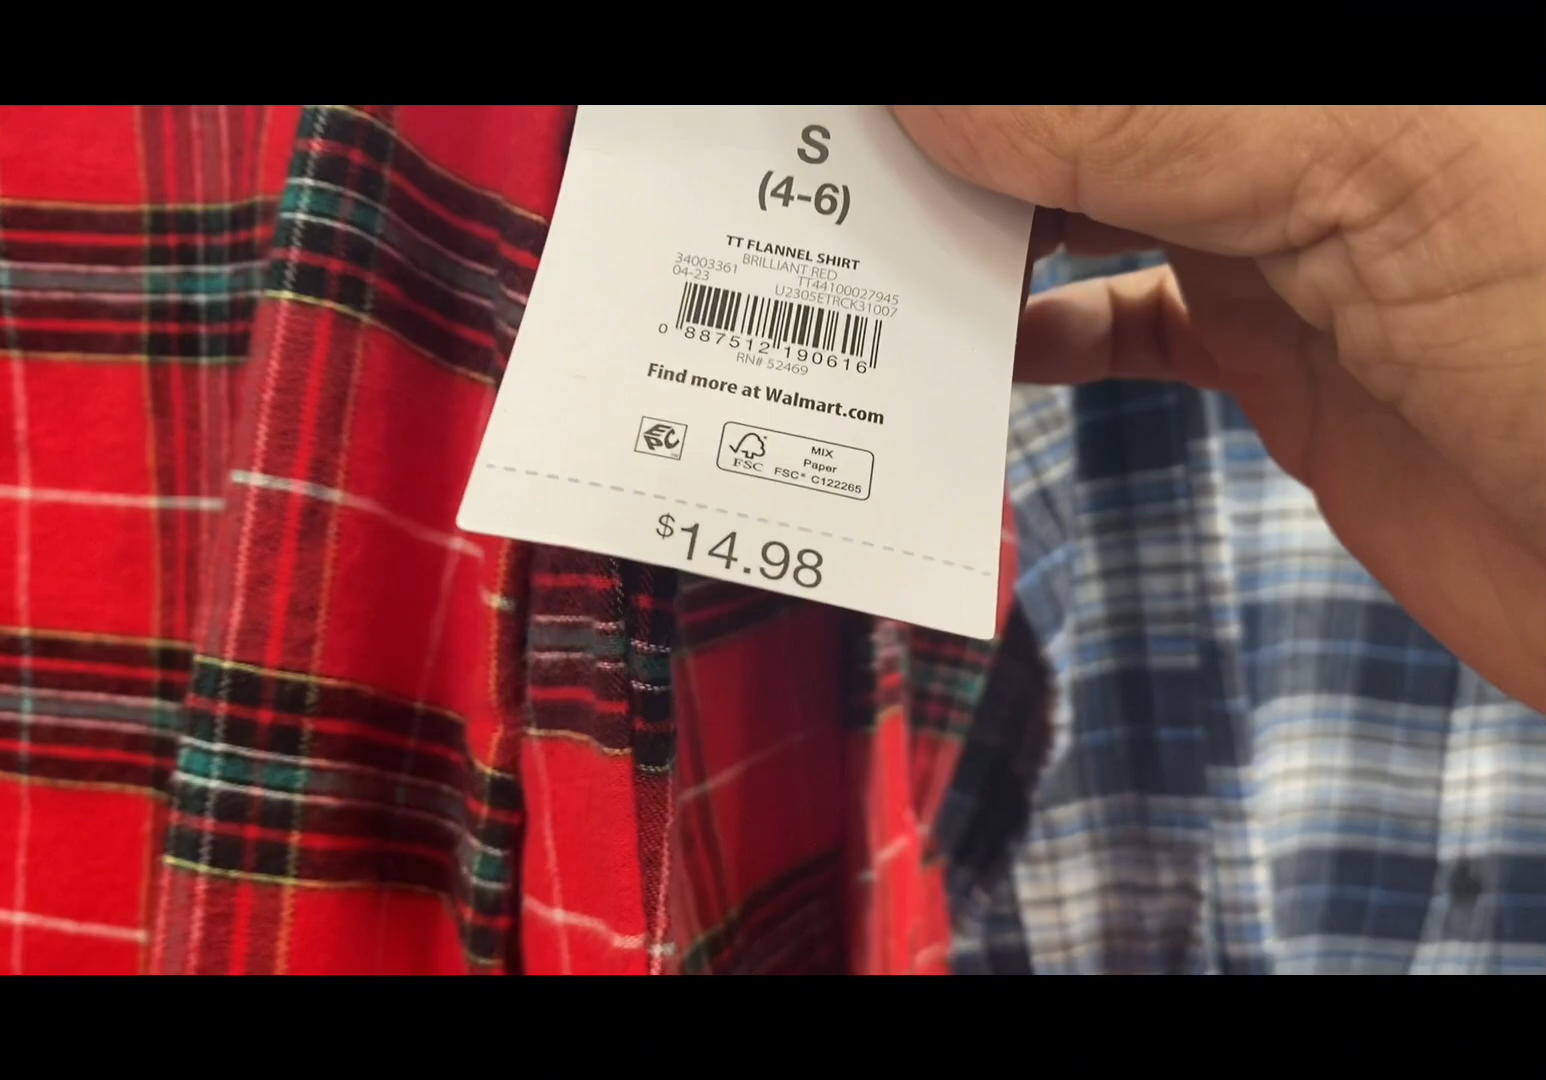 S
(4-6)
TT FLANNEL SHIRT
BRILLIANT RED
34003361 TT44100027945
04-23 U2305ETRCK31007
0 887512 190616
RN# 52469
Find more at Walmart.com
EPC
FSC
MIX
Paper
FSC® C122265
$14.98